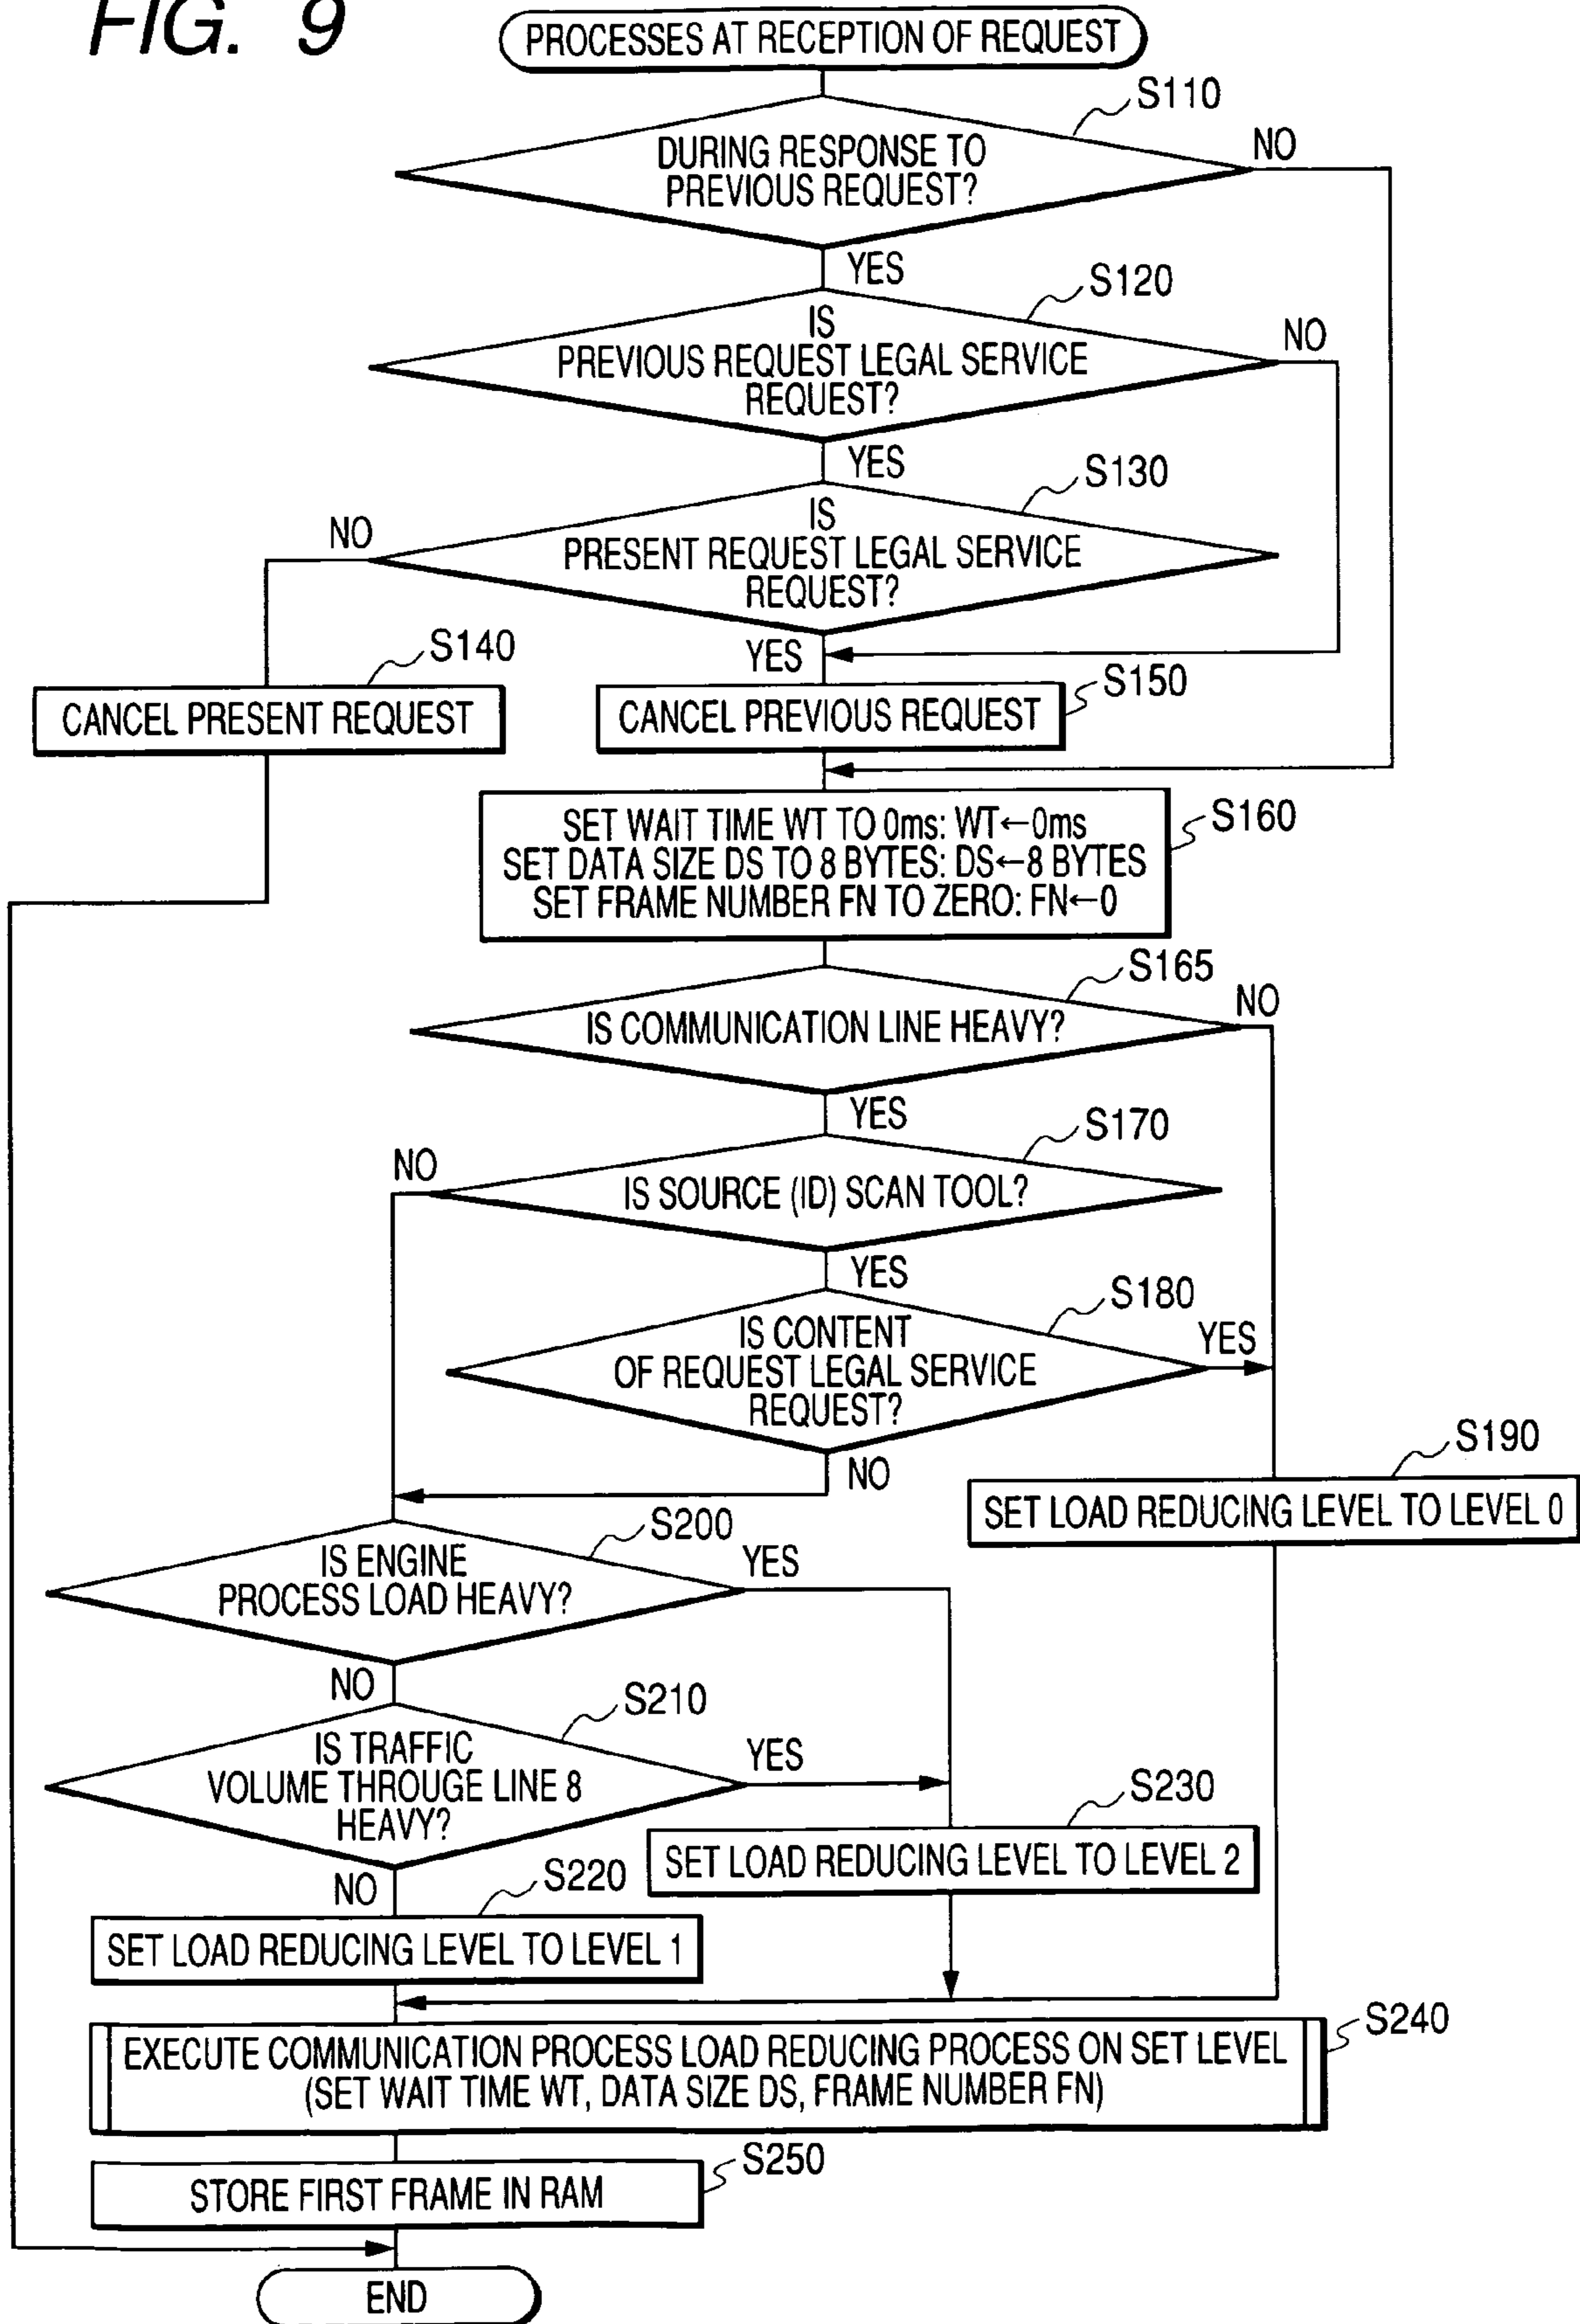 FIG. 9
PROCESSES AT RECEPTION OF REQUEST
S110
DURING RESPONSE TO
PREVIOUS REQUEST?
NO
YES
S120
IS
PREVIOUS REQUEST LEGAL SERVICE
REQUEST?
NO
YES
S130
IS
PRESENT REQUEST LEGAL SERVICE
REQUEST?
NO
YES
S140
CANCEL PRESENT REQUEST
S150
CANCEL PREVIOUS REQUEST
S160
SET WAIT TIME WT TO 0ms: WT←0ms
SET DATA SIZE DS TO 8 BYTES: DS←8 BYTES
SET FRAME NUMBER FN TO ZERO: FN←0
S165
IS COMMUNICATION LINE HEAVY?
NO
YES
S170
IS SOURCE (ID) SCAN TOOL?
NO
YES
S180
IS CONTENT
OF REQUEST LEGAL SERVICE
REQUEST?
YES
NO
S190
SET LOAD REDUCING LEVEL TO LEVEL 0
S200
IS ENGINE
PROCESS LOAD HEAVY?
YES
NO
S210
IS TRAFFIC
VOLUME THROUGE LINE 8
HEAVY?
YES
NO
S230
SET LOAD REDUCING LEVEL TO LEVEL 2
S220
SET LOAD REDUCING LEVEL TO LEVEL 1
S240
EXECUTE COMMUNICATION PROCESS LOAD REDUCING PROCESS ON SET LEVEL
(SET WAIT TIME WT, DATA SIZE DS, FRAME NUMBER FN)
S250
STORE FIRST FRAME IN RAM
END